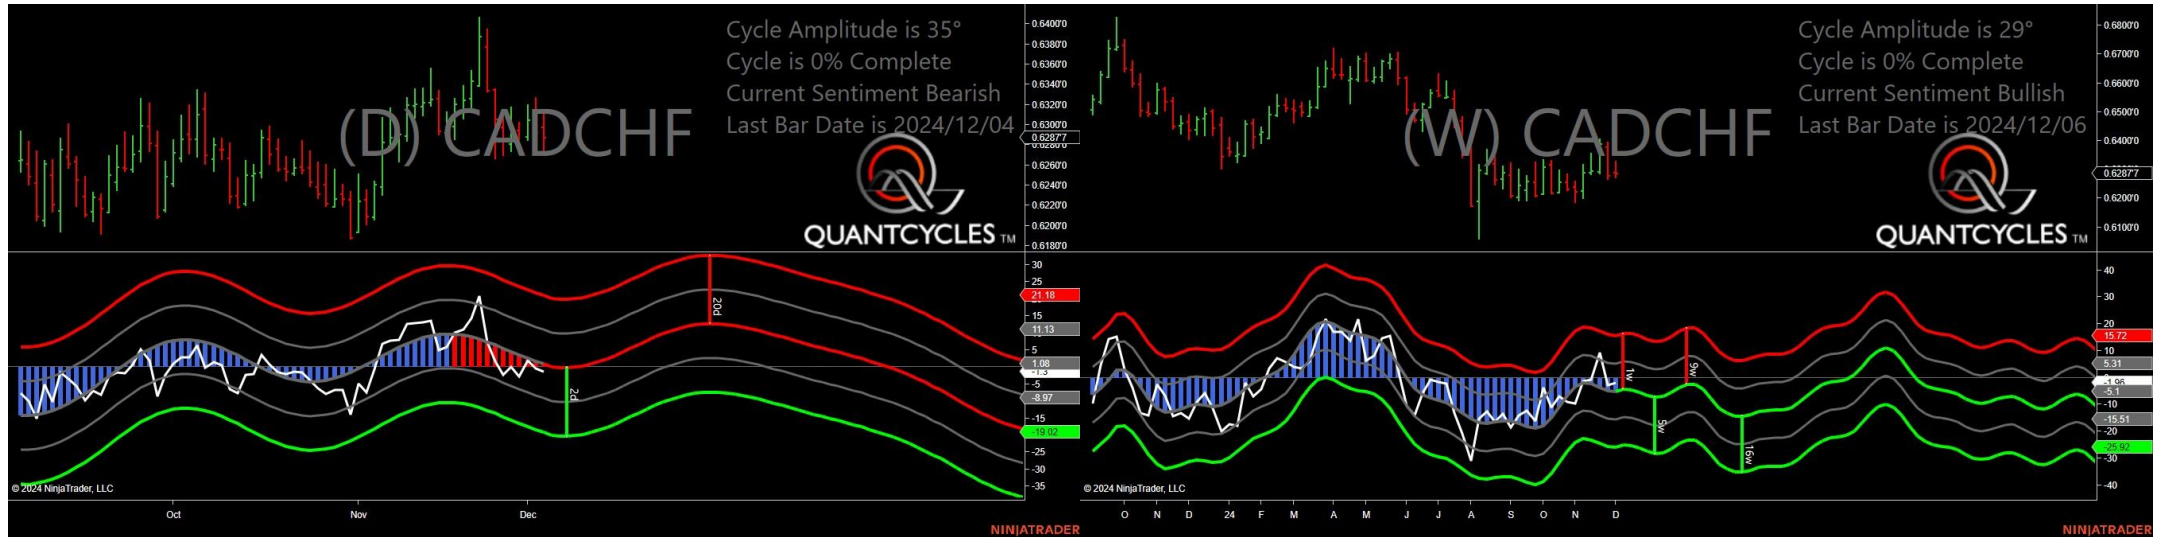 Cycle Amplitude is 35°
Cycle is 0% Complete
Current Sentiment Bearish
Last Bar Date is 2024/12/04
(D) CADCHF
QUANTCYCLES TM
0.6400'0
0.6380'0
0.6360'0
0.6340'0
0.6320'0
0.6300'0
0.6287'7
0.6260'0
0.6240'0
0.6220'0
0.6200'0
0.6180'0
30
25
21.18
15
11.13
5
1.08
-1.3
-5
-8.97
-15
-19.02
-25
-30
-35
20d
2d
© 2024 NinjaTrader, LLC
Oct Nov Dec
NINJATRADER
Cycle Amplitude is 29°
Cycle is 0% Complete
Current Sentiment Bullish
Last Bar Date is 2024/12/06
(W) CADCHF
QUANTCYCLES TM
0.6800'0
0.6700'0
0.6600'0
0.6500'0
0.6400'0
0.6287'7
0.6200'0
0.6100'0
40
30
20
15.72
10
5.31
-1.96
-5.1
-10
-15.51
-20
-25.92
-30
-40
1w
9w
5w
16w
© 2024 NinjaTrader, LLC
O N D 24 F M A M J J A S O N D
NINJATRADER